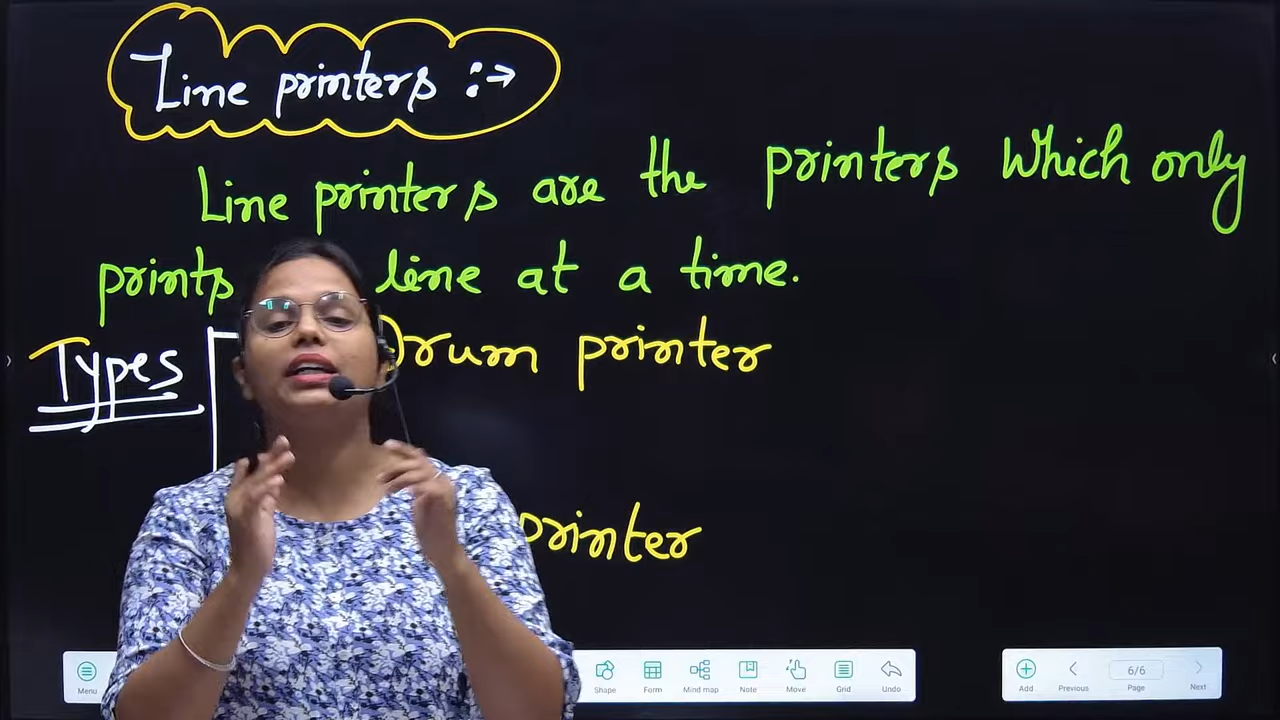 Line printers :→
Line printers are the printers which only
prints line at a time.
Types
Drum printer
printer
Menu Shape Form Mind map Note Move Grid Undo
Add Previous 6/6 Page Next